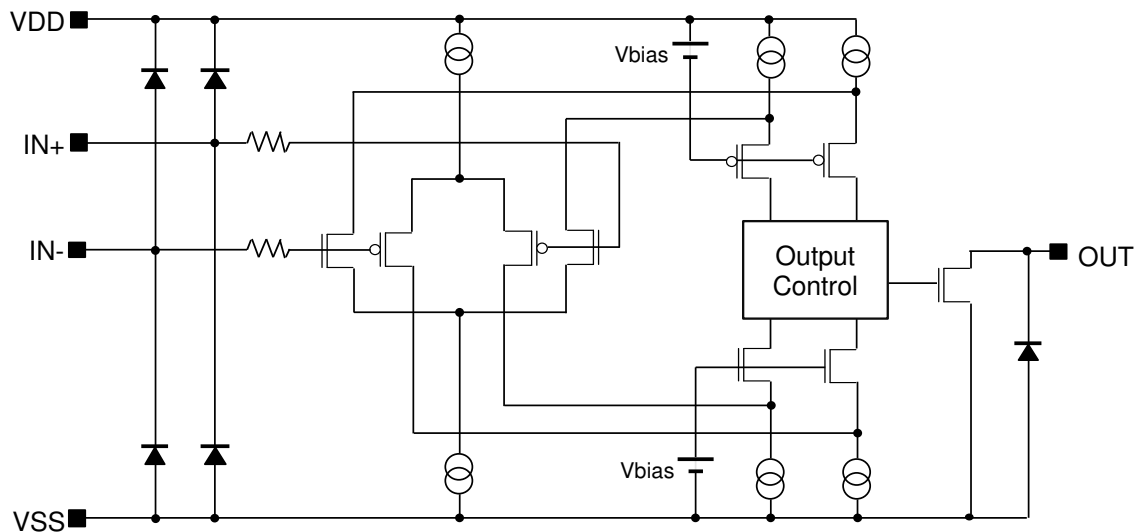 VDD
Vbias
IN+
IN-
Output
Control
OUT
Vbias
VSS